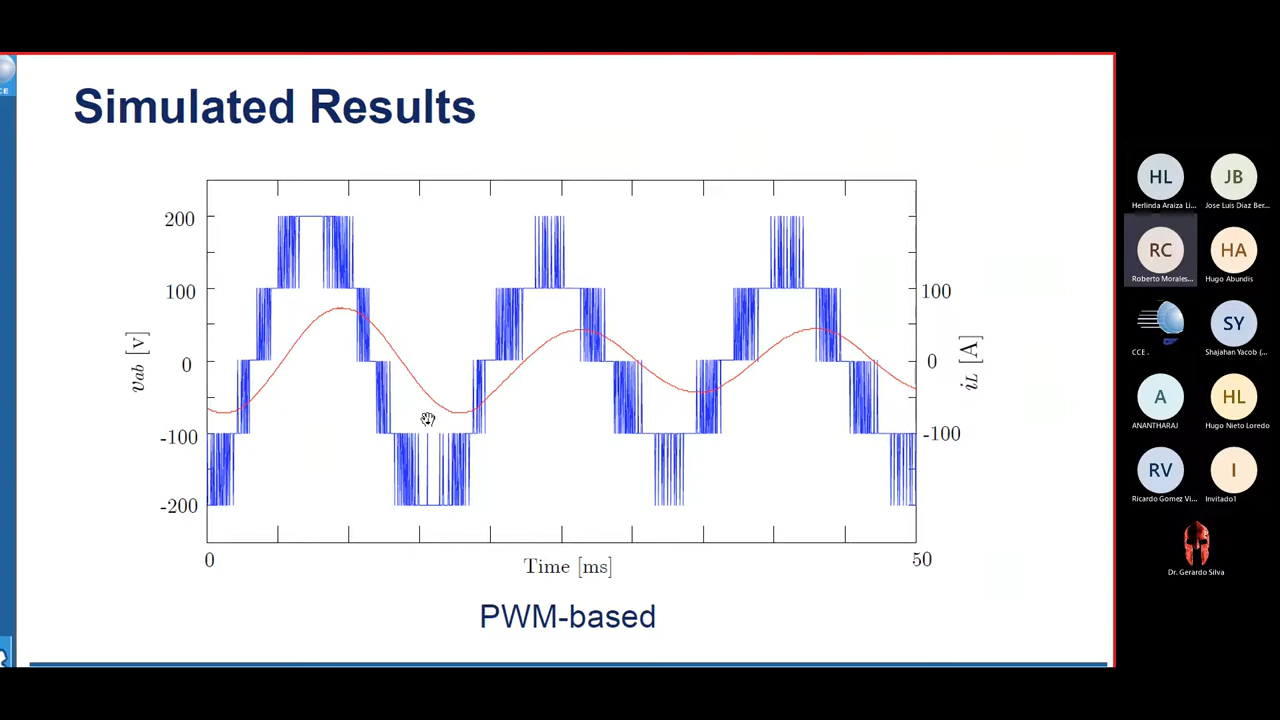 CE
Simulated Results
200
100
0
-100
-200
vab [v]
100
0
-100
iL [A]
0
50
Time [ms]
PWM-based
HL
Herlinda Araiza Li...
JB
Jose Luis Diaz Ber...
RC
Roberto Morales...
HA
Hugo Abundis
CCE .
SY
Shajahan Yacob (...
A
ANANTHARAJ
HL
Hugo Nieto Loredo
RV
Ricardo Gomez Vi...
I
Invitado1
Dr. Gerardo Silva